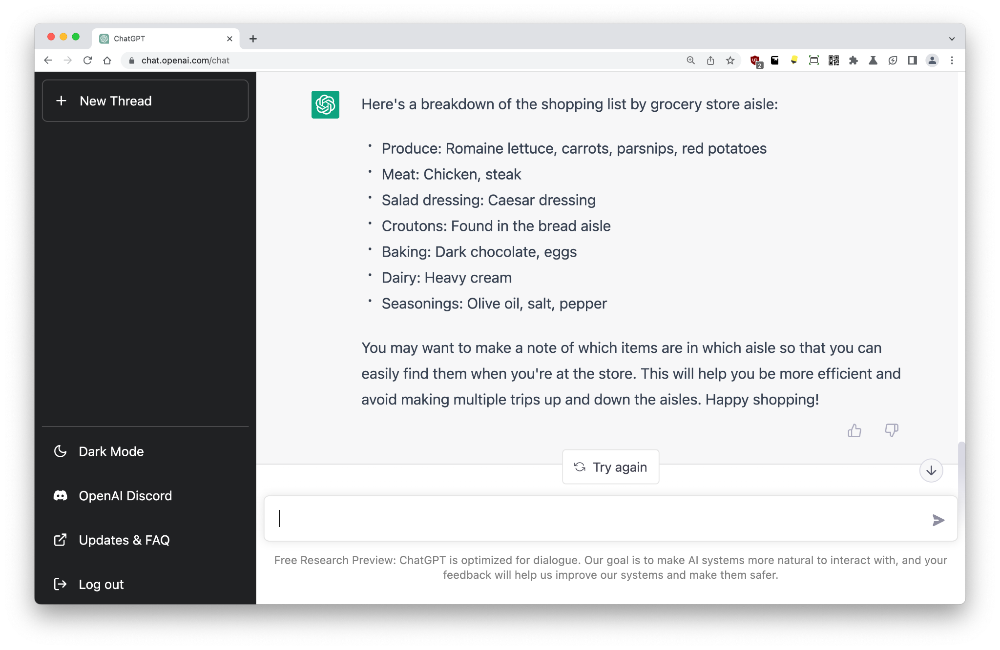 ChatGPT
chat.openai.com/chat
2
New Thread
Here's a breakdown of the shopping list by grocery store aisle:
• Produce: Romaine lettuce, carrots, parsnips, red potatoes
• Meat: Chicken, steak
• Salad dressing: Caesar dressing
• Croutons: Found in the bread aisle
• Baking: Dark chocolate, eggs
• Dairy: Heavy cream
• Seasonings: Olive oil, salt, pepper
You may want to make a note of which items are in which aisle so that you can
easily find them when you're at the store. This will help you be more efficient and
avoid making multiple trips up and down the aisles. Happy shopping!
Dark Mode
OpenAI Discord
Updates & FAQ
Log out
Try again
Free Research Preview: ChatGPT is optimized for dialogue. Our goal is to make AI systems more natural to interact with, and your
feedback will help us improve our systems and make them safer.